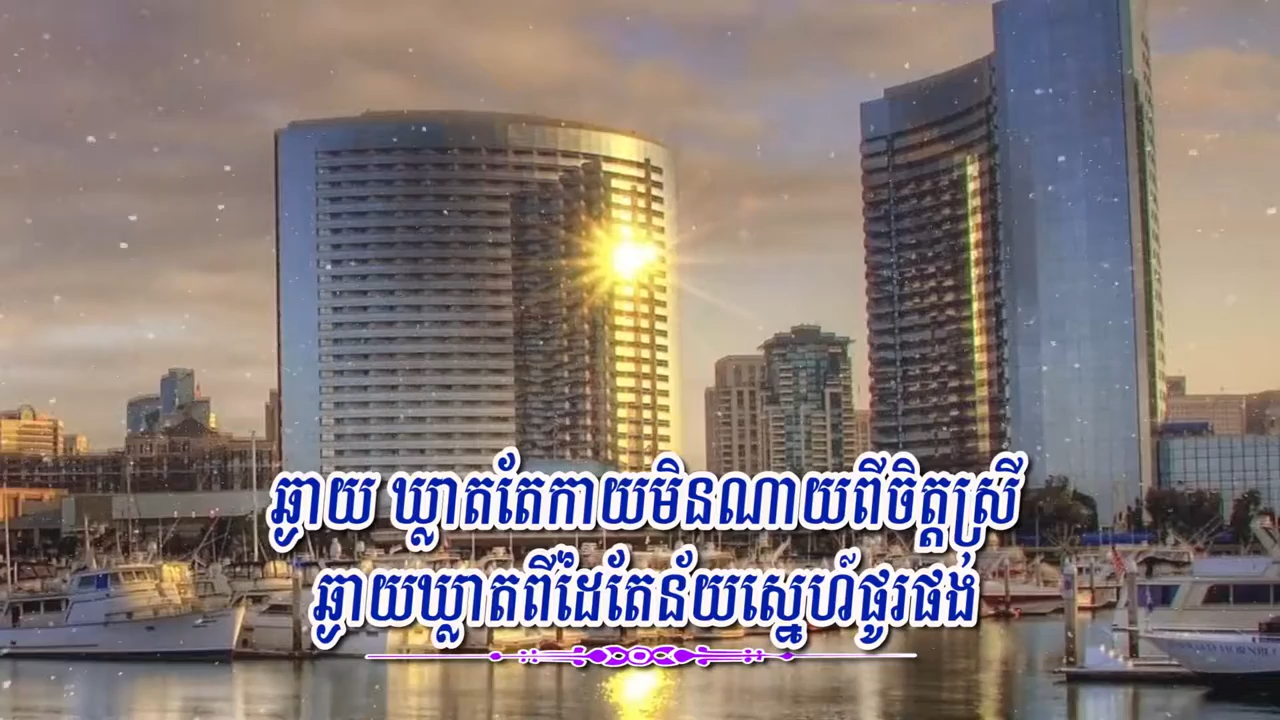 ឆ្ងាយ ឃ្លាតតែកាយមិនណាយពីចិត្តស្រី
ឆ្ងាយឃ្លាតពីដៃតែន័យស្នេហ៍ផូរផង់